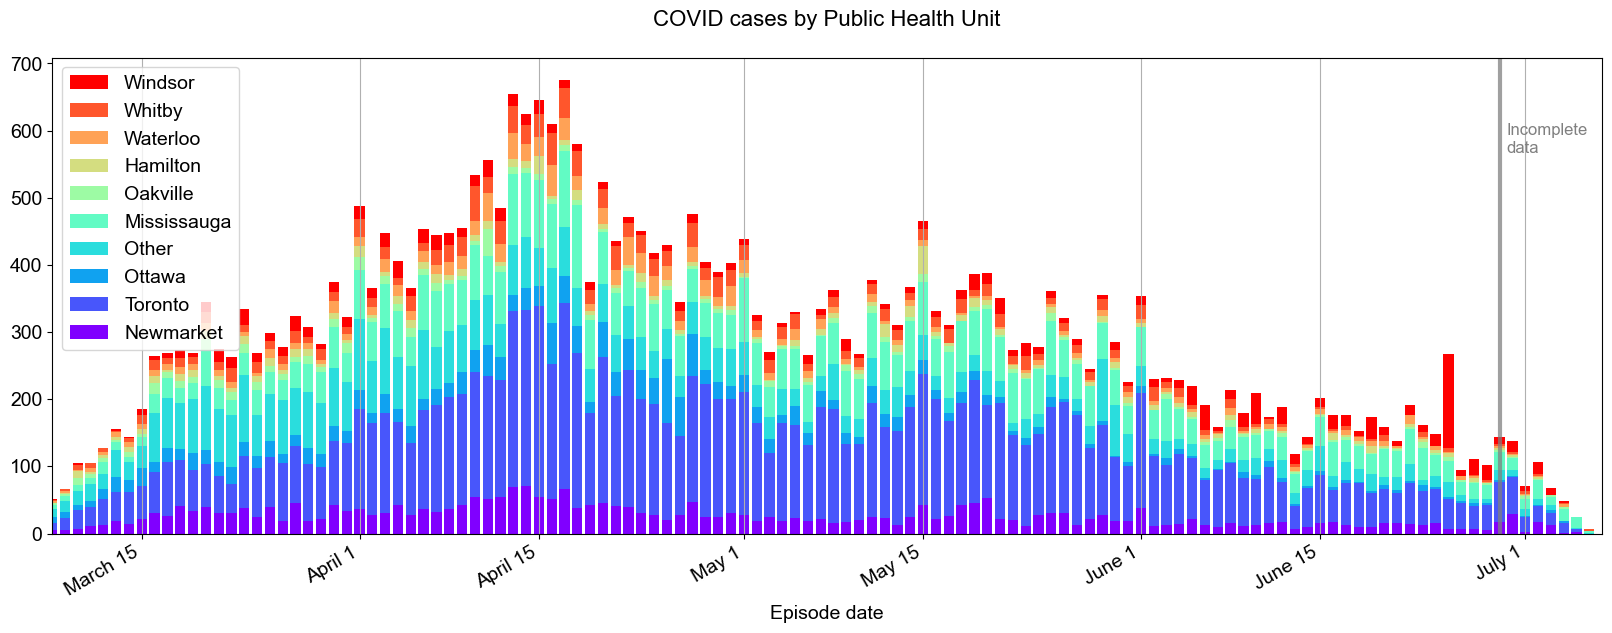 COVID cases by Public Health Unit
700
600
500
400
300
200
100
0
Windsor
Whitby
Waterloo
Hamilton
Oakville
Mississauga
Other
Ottawa
Toronto
Newmarket
Incomplete
data
March 15
April 1
April 15
May 1
May 15
June 1
June 15
July 1
Episode date